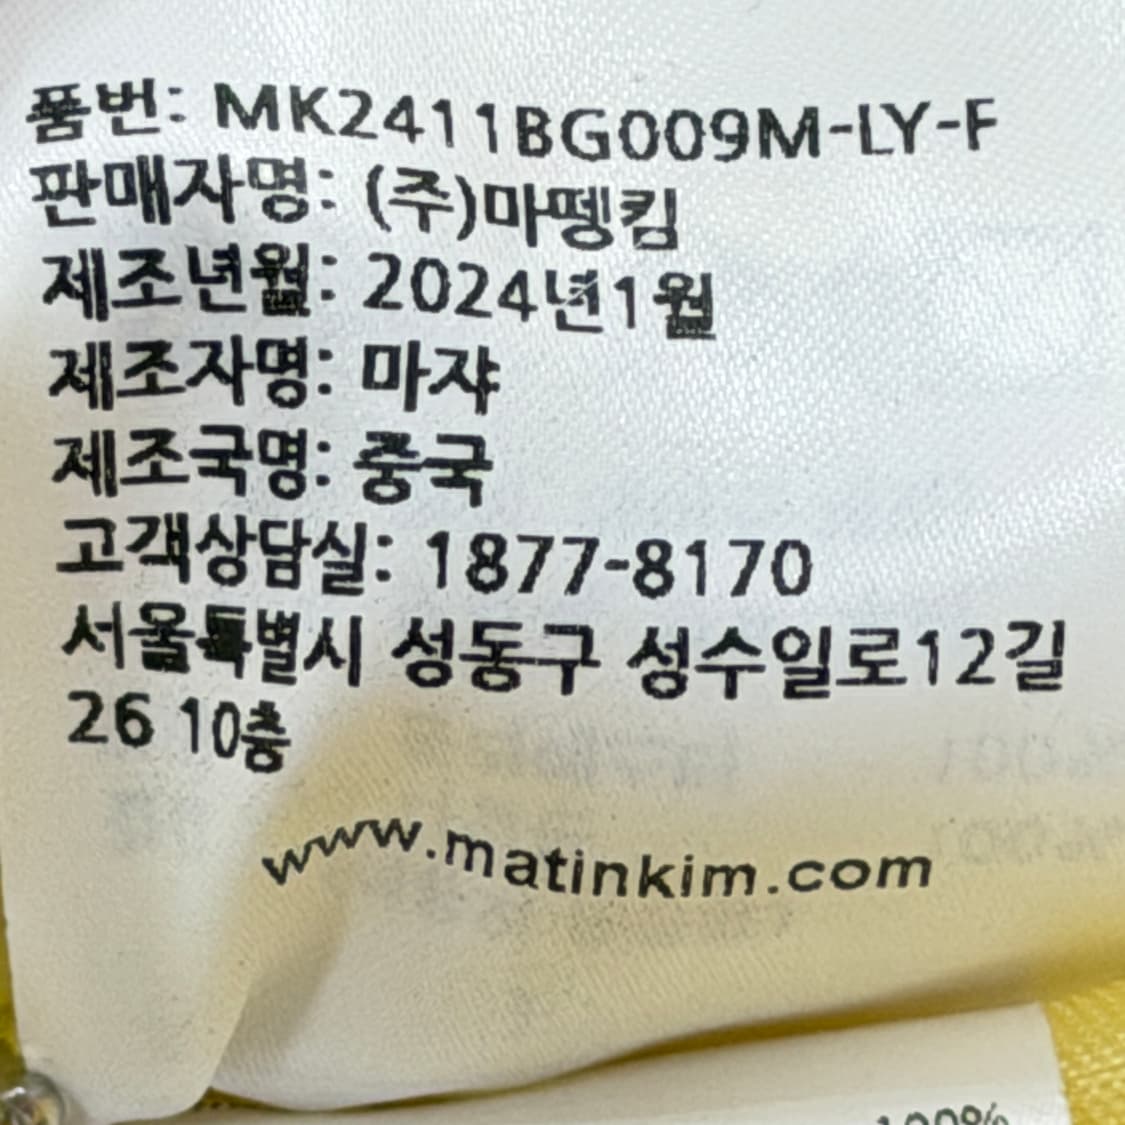 품번: MK2411BG009M-LY-F
판매자명: (주)마뗑킴
제조년월: 2024년1월
제조자명: 마쟈
제조국명: 중국
고객상담실: 1877-8170
서울특별시 성동구 성수일로12길
26 10층
www.matinkim.com
100%